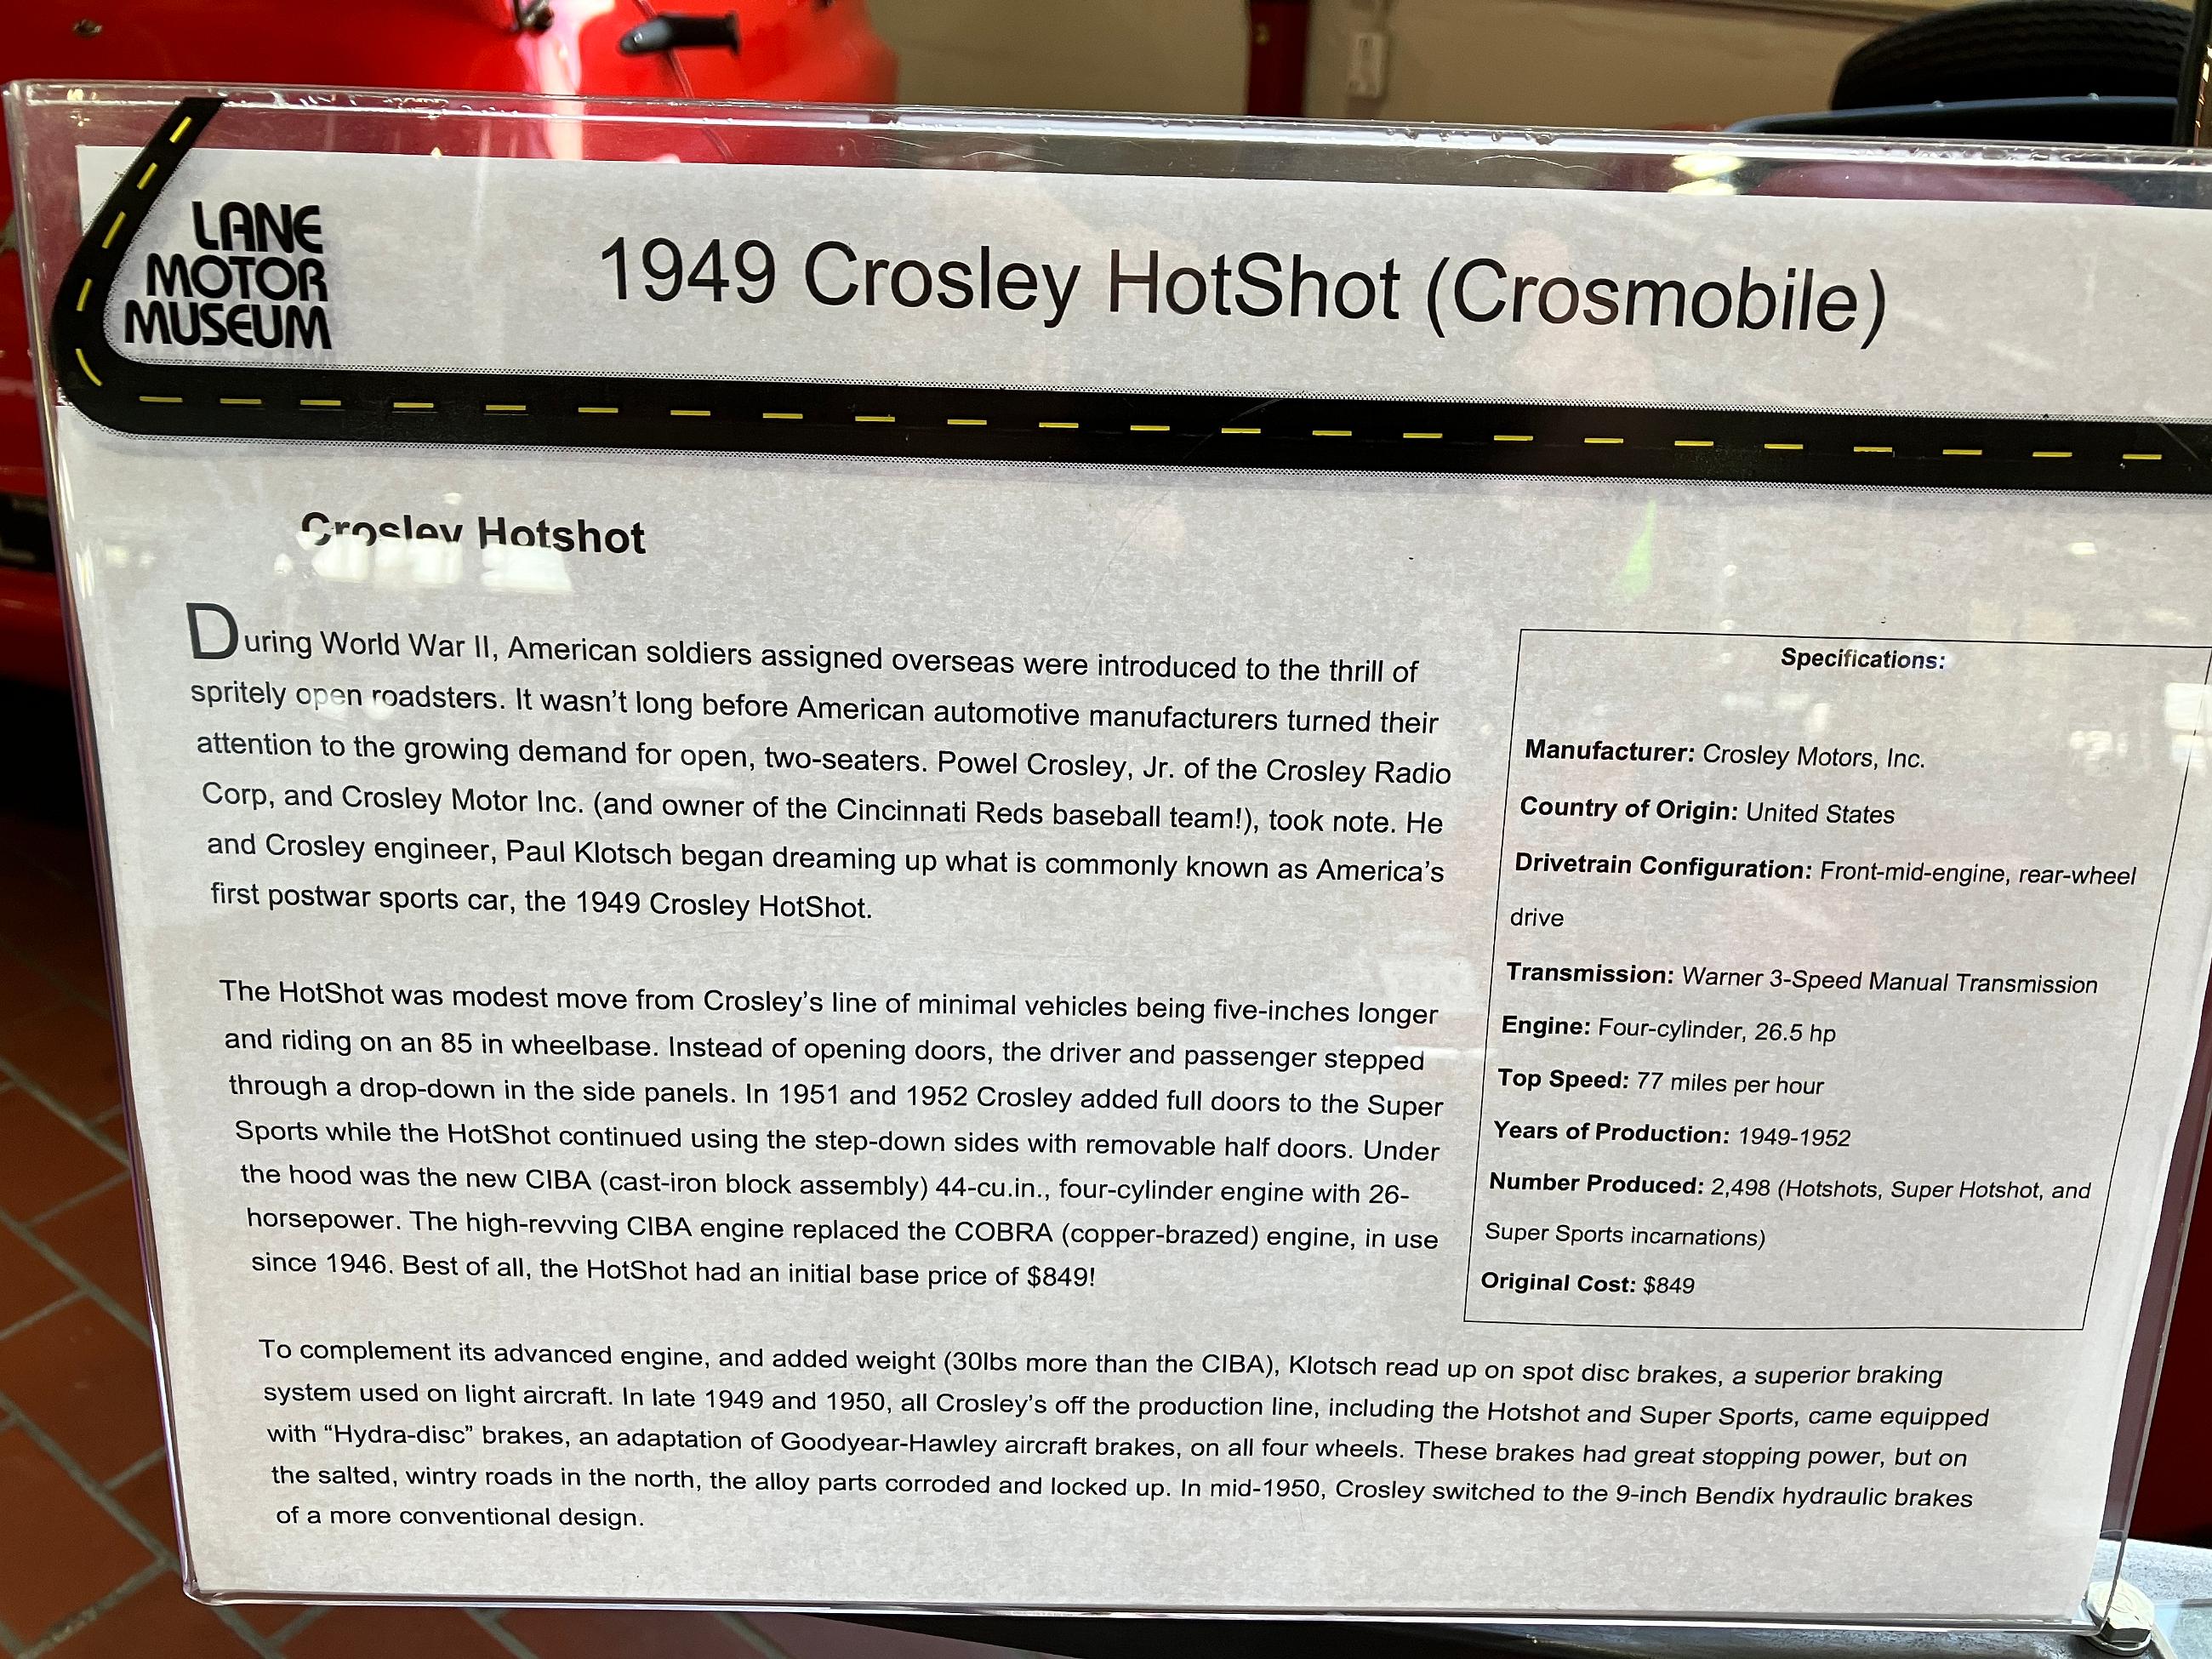 LANE
MOTOR
MUSEUM
1949 Crosley HotShot (Crosmobile)
Crosley Hotshot
During World War II, American soldiers assigned overseas were introduced to the thrill of
spritely open roadsters. It wasn't long before American automotive manufacturers turned their
attention to the growing demand for open, two-seaters. Powel Crosley, Jr. of the Crosley Radio
Corp, and Crosley Motor Inc. (and owner of the Cincinnati Reds baseball team!), took note. He
and Crosley engineer, Paul Klotsch began dreaming up what is commonly known as America's
first postwar sports car, the 1949 Crosley HotShot.
The HotShot was modest move from Crosley's line of minimal vehicles being five-inches longer
and riding on an 85 in wheelbase. Instead of opening doors, the driver and passenger stepped
through a drop-down in the side panels. In 1951 and 1952 Crosley added full doors to the Super
Sports while the HotShot continued using the step-down sides with removable half doors. Under
the hood was the new CIBA (cast-iron block assembly) 44-cu.in., four-cylinder engine with 26-
horsepower. The high-revving CIBA engine replaced the COBRA (copper-brazed) engine, in use
since 1946. Best of all, the HotShot had an initial base price of $849!
Specifications:
Manufacturer: Crosley Motors, Inc.
Country of Origin: United States
Drivetrain Configuration: Front-mid-engine, rear-wheel
drive
Transmission: Warner 3-Speed Manual Transmission
Engine: Four-cylinder, 26.5 hp
Top Speed: 77 miles per hour
Years of Production: 1949-1952
Number Produced: 2,498 (Hotshots, Super Hotshot, and
Super Sports incarnations)
Original Cost: $849
To complement its advanced engine, and added weight (30lbs more than the CIBA), Klotsch read up on spot disc brakes, a superior braking
system used on light aircraft. In late 1949 and 1950, all Crosley's off the production line, including the Hotshot and Super Sports, came equipped
with "Hydra-disc" brakes, an adaptation of Goodyear-Hawley aircraft brakes, on all four wheels. These brakes had great stopping power, but on
the salted, wintry roads in the north, the alloy parts corroded and locked up. In mid-1950, Crosley switched to the 9-inch Bendix hydraulic brakes
of a more conventional design.